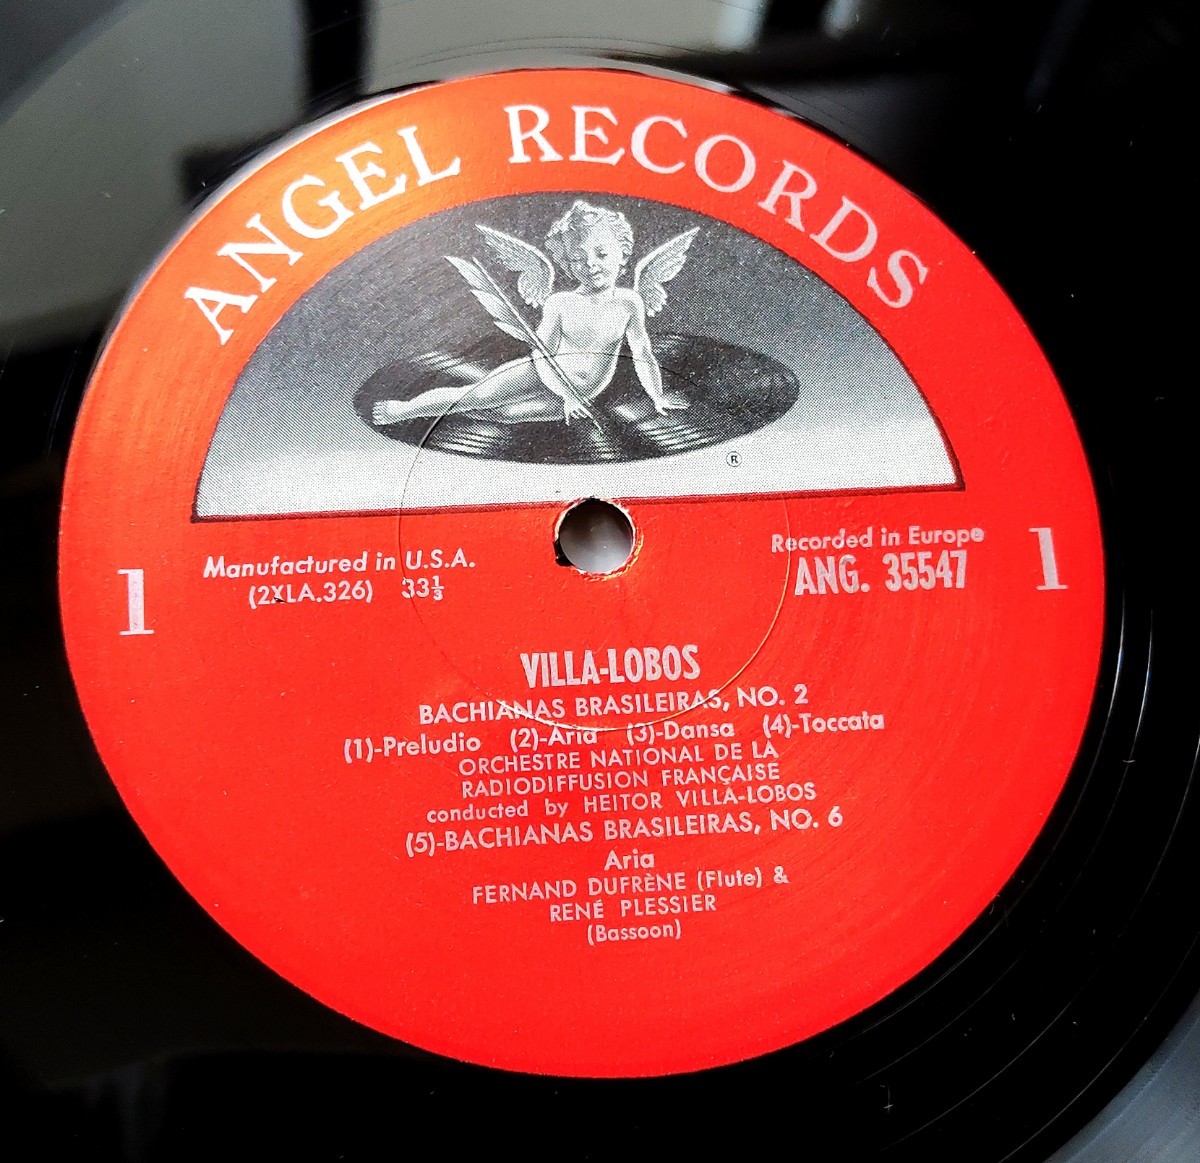 ANGEL RECORDS
®
Manufactured in U.S.A.
(2XLA.326) 33⅓
1
Recorded in Europe
ANG. 35547
1
VILLA-LOBOS
BACHIANAS BRASILEIRAS, NO. 2
(1)-Preludio (2)-Aria (3)-Dansa (4)-Toccata
ORCHESTRE NATIONAL DE LA
RADIODIFFUSION FRANÇAISE
conducted by HEITOR VILLA-LOBOS
(5)-BACHIANAS BRASILEIRAS, NO. 6
Aria
FERNAND DUFRÈNE (Flute) &
RENÉ PLESSIER
(Bassoon)